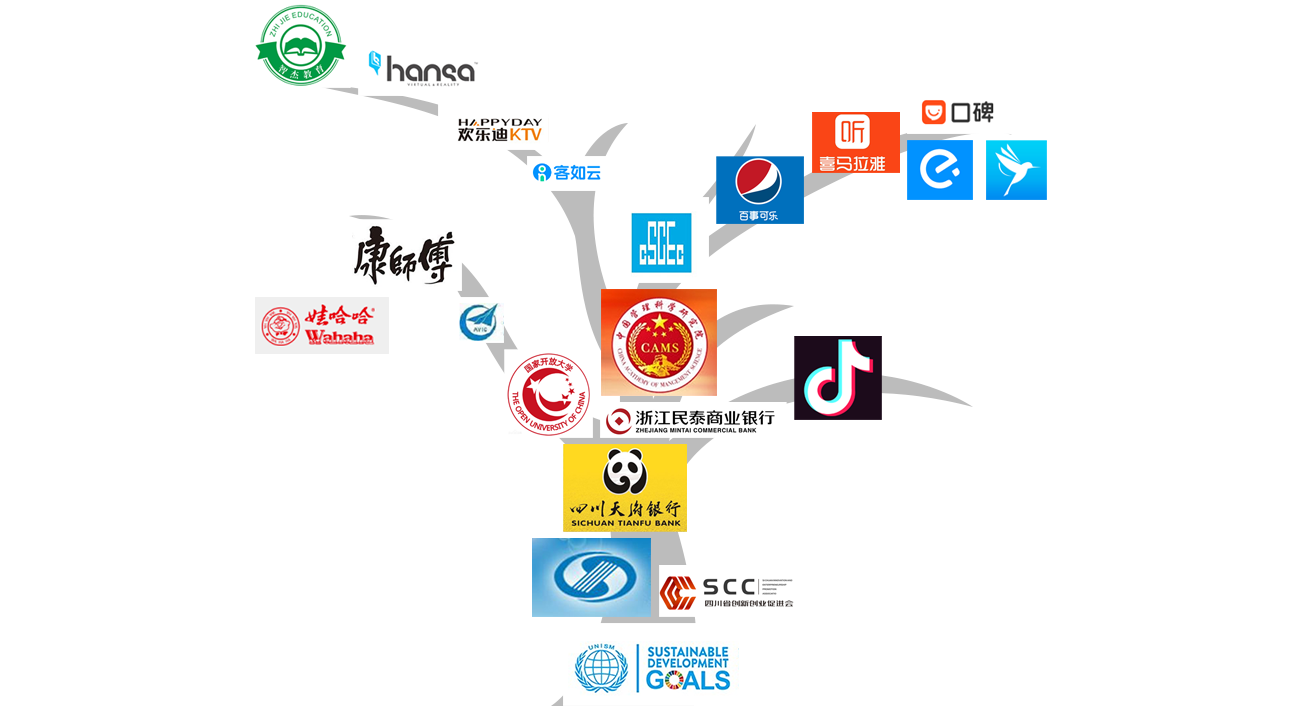 ZHI JIE EDUCATION
智杰教育
hansa
VIRTURE & REALITY
HAPPYDAY
欢乐迪KTV
客如云
口碑
听
喜马拉雅
百事可乐
CSCEC
康師傅
娃哈哈®
Wahaha
AVIC
中国管理科学研究院
CAMS
CHINA ACADEMY OF MANGEMENT SCIENCE
国家开放大学
THE OPEN UNIVERSITY OF CHINA
浙江民泰商业银行
ZHEJIANG MINTAI COMMERCIAL BANK
四川天府银行
SICHUAN TIANFU BANK
SCC
四川省创新创业促进会
UNISM
SUSTAINABLE
DEVELOPMENT
GOALS